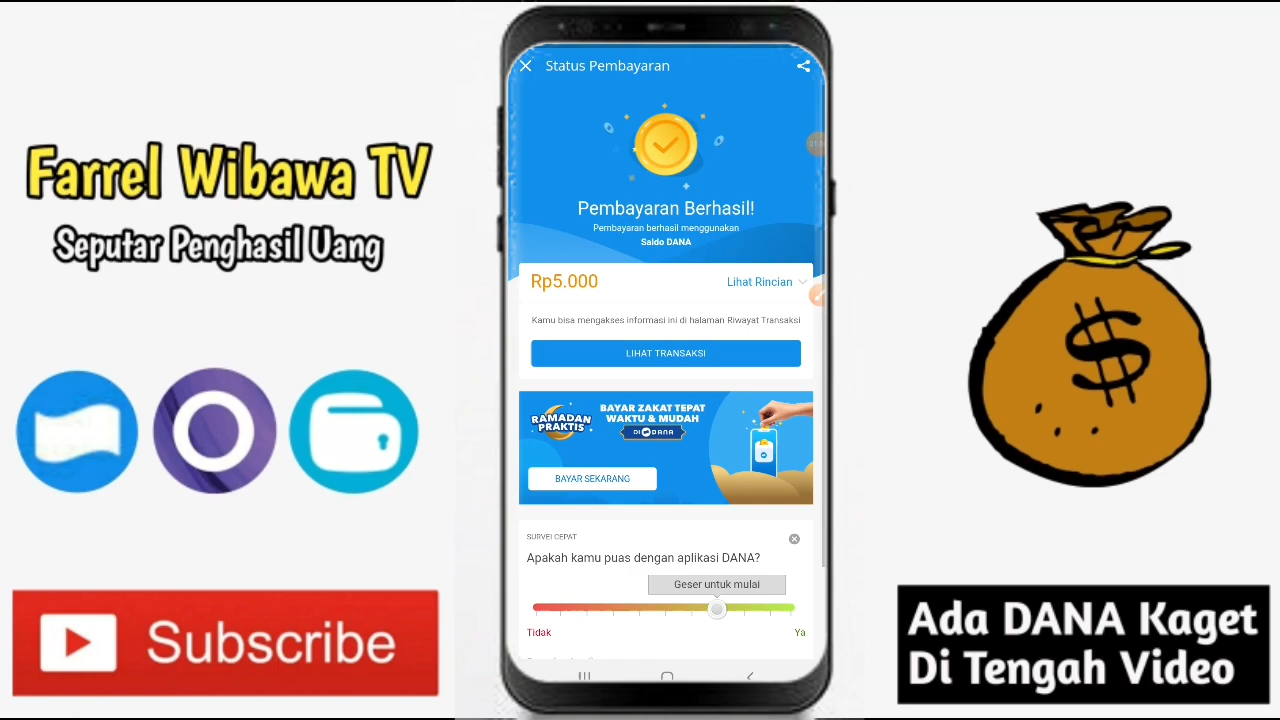 Farrel Wibawa TV
Seputar Penghasil Uang
Subscribe
Status Pembayaran
Pembayaran Berhasil!
Pembayaran berhasil menggunakan
Saldo DANA
Rp5.000
Lihat Rincian
Kamu bisa mengakses informasi ini di halaman Riwayat Transaksi
LIHAT TRANSAKSI
RAMADAN
PRAKTIS
BAYAR ZAKAT TEPAT
WAKTU & MUDAH
DI DANA
BAYAR SEKARANG
SURVEI CEPAT
Apakah kamu puas dengan aplikasi DANA?
Geser untuk mulai
Tidak
Ya
$
Ada DANA Kaget
Di Tengah Video